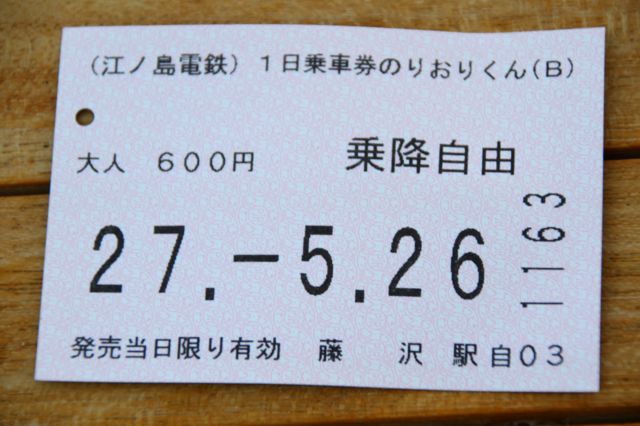 （江ノ島電鉄）１日乗車券のりおりくん（Ｂ）
大人　６００円　乗降自由
27.-5.26　1163
発売当日限り有効　藤　沢　駅自０３